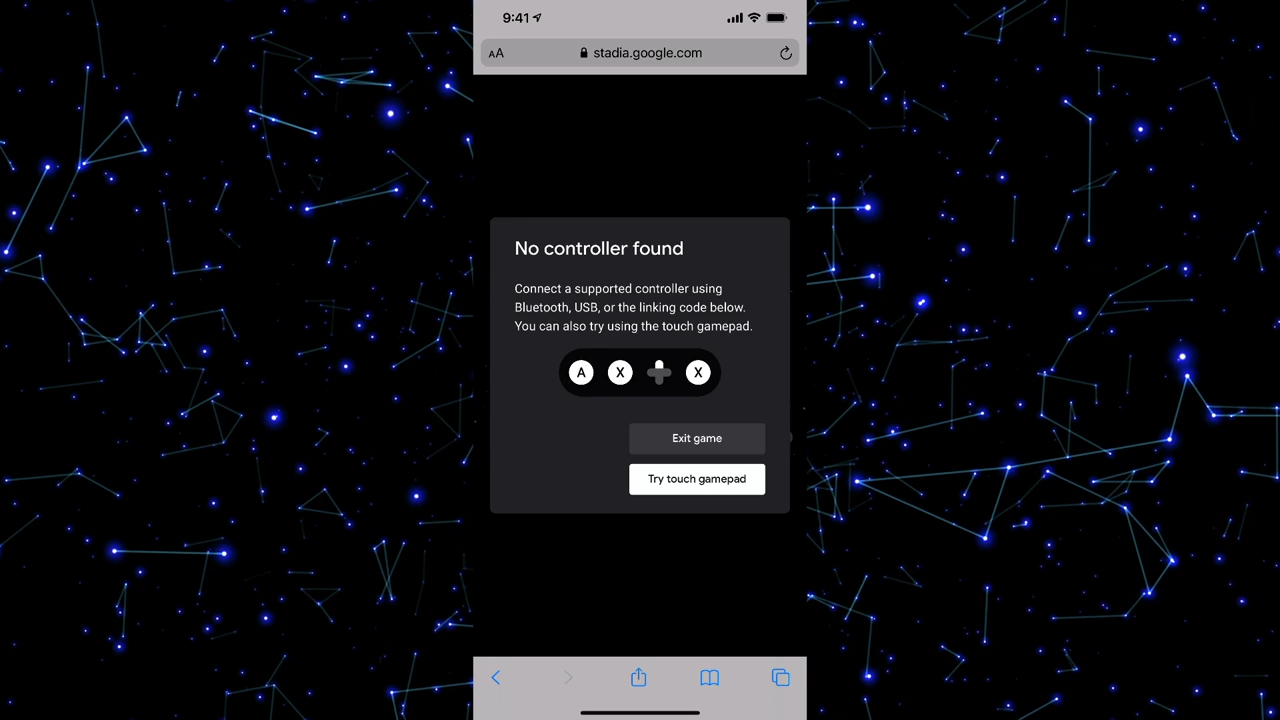 9:41
AA stadia.google.com
No controller found
Connect a supported controller using
Bluetooth, USB, or the linking code below.
You can also try using the touch gamepad.
A X X
Exit game
Try touch gamepad